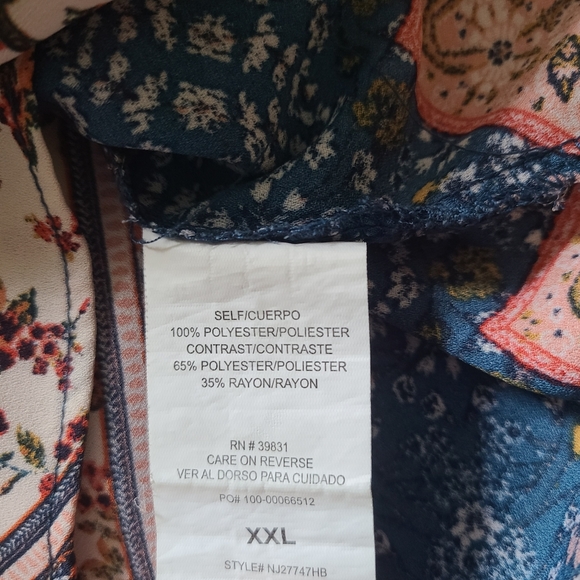 SELF/CUERPO
100% POLYESTER/POLIESTER
CONTRAST/CONTRASTE
65% POLYESTER/POLIESTER
35% RAYON/RAYON
RN # 39831
CARE ON REVERSE
VER AL DORSO PARA CUIDADO
PO# 100-00066512
XXL
STYLE# NJ27747HB